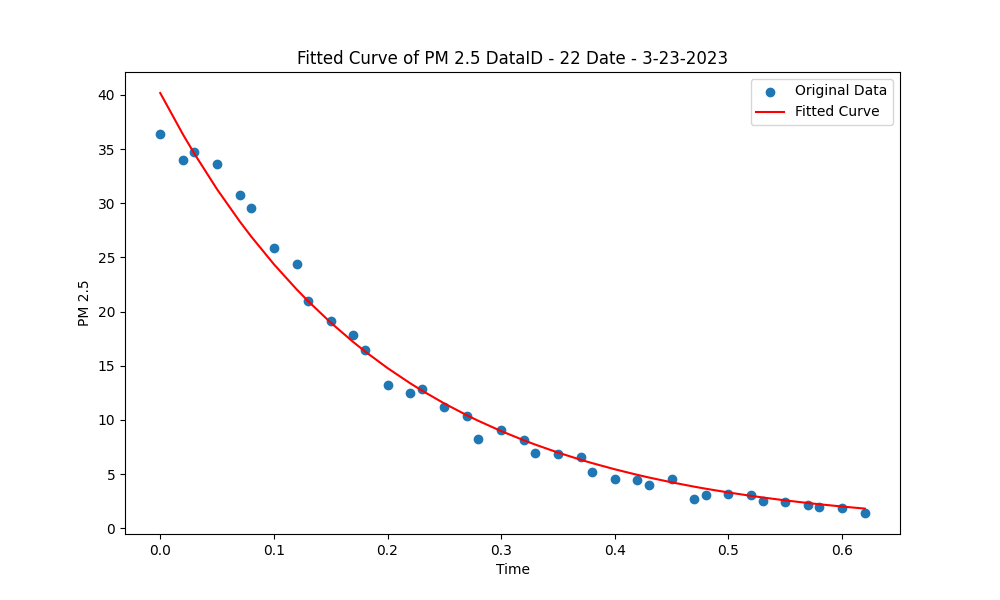 Fitted Curve of PM 2.5 DataID - 22 Date - 3-23-2023
Original Data
Fitted Curve
PM 2.5
40
35
30
25
20
15
10
5
0
0.0 0.1 0.2 0.3 0.4 0.5 0.6
Time